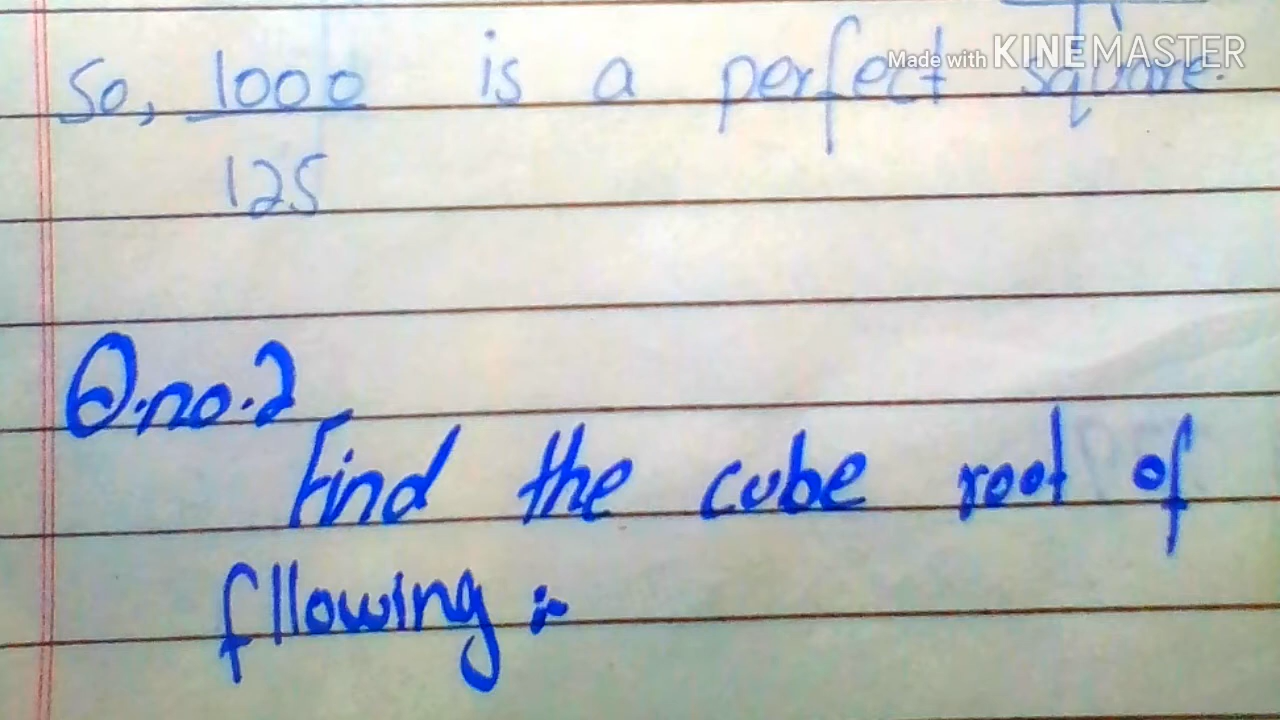 Made with KINEMASTER
So, 1000 is a perfect square.
125
Q.no.2
Find the cube root of
fllowing :-